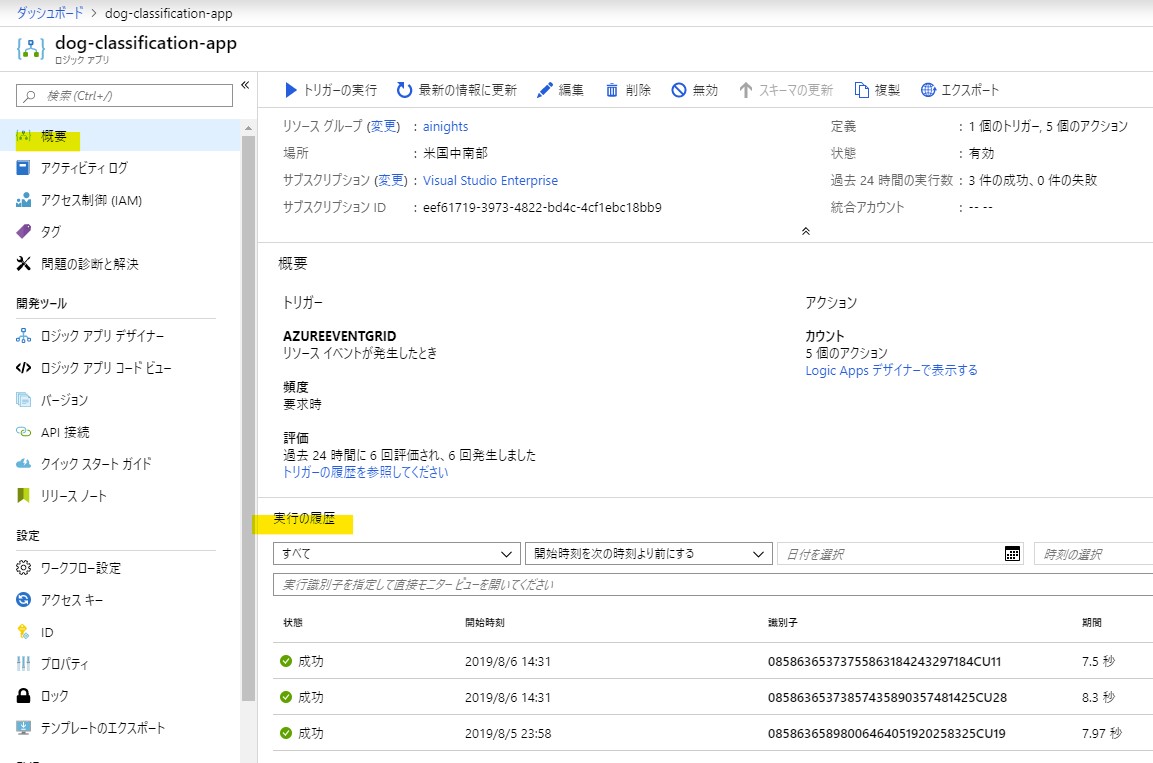 ダッシュボード > dog-classification-app
dog-classification-app
ロジック アプリ
検索 (Ctrl+/)
«
概要
アクティビティ ログ
アクセス制御 (IAM)
タグ
問題の診断と解決
開発ツール
ロジック アプリ デザイナー
ロジック アプリ コード ビュー
バージョン
API 接続
クイック スタート ガイド
リリース ノート
設定
ワークフロー設定
アクセス キー
ID
プロパティ
ロック
テンプレートのエクスポート
トリガーの実行 最新の情報に更新 編集 削除 無効 スキーマの更新 複製 エクスポート
リソース グループ (変更) : ainights
場所 : 米国中南部
サブスクリプション (変更) : Visual Studio Enterprise
サブスクリプション ID : eef61719-3973-4822-bd4c-4cf1ebc18bb9
定義 : 1 個のトリガー, 5 個のアクション
状態 : 有効
過去 24 時間の実行数 : 3 件の成功、0 件の失敗
統合アカウント : -- --
概要
トリガー
AZUREEVENTGRID
リソース イベントが発生したとき
頻度
要求時
評価
過去 24 時間に 6 回評価され、6 回発生しました
トリガーの履歴を参照してください
アクション
カウント
5 個のアクション
Logic Apps デザイナーで表示する
実行の履歴
すべて 開始時刻を次の時刻より前にする 日付を選択 時刻の選択
実行識別子を指定して直接モニター ビューを開いてください
状態 開始時刻 識別子 期間
成功 2019/8/6 14:31 08586365373755863184243297184CU11 7.5 秒
成功 2019/8/6 14:31 08586365373857435890357481425CU28 8.3 秒
成功 2019/8/5 23:58 08586365898006464051920258325CU19 7.97 秒